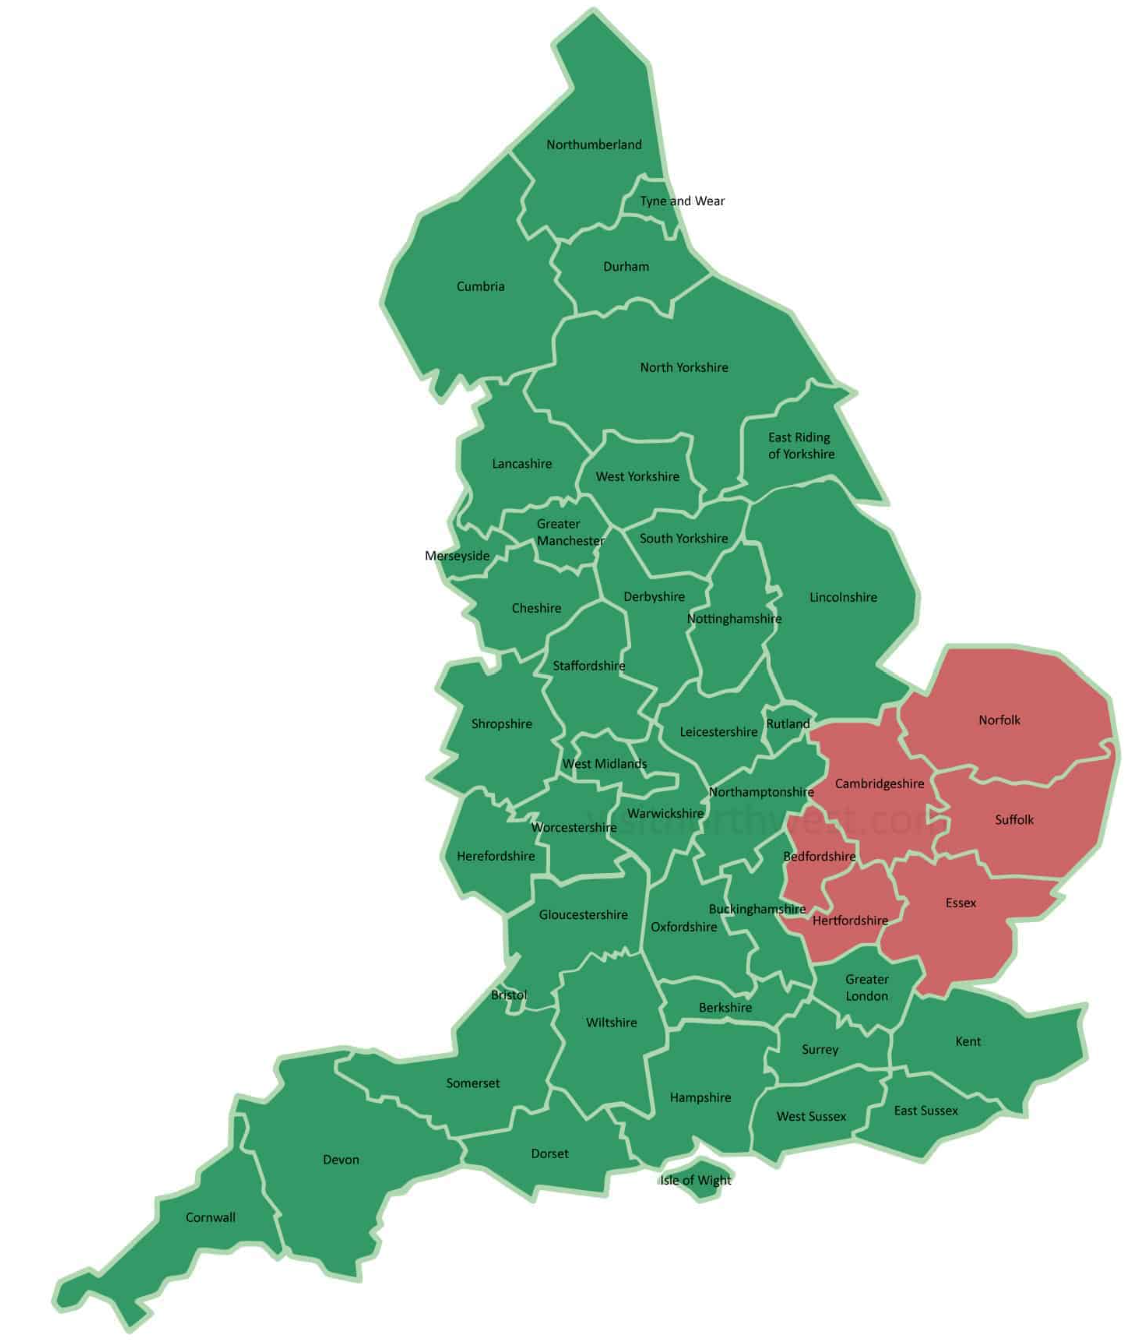 Northumberland
Tyne and Wear
Durham
Cumbria
North Yorkshire
East Riding
of Yorkshire
Lancashire
West Yorkshire
Greater
Manchester
South Yorkshire
Merseyside
Cheshire
Derbyshire
Lincolnshire
Nottinghamshire
Staffordshire
Norfolk
Shropshire
Leicestershire
Rutland
West Midlands
Cambridgeshire
Northamptonshire
Warwickshire
Suffolk
visitnorthwest.com
Worcestershire
Herefordshire
Bedfordshire
Essex
Gloucestershire
Buckinghamshire
Hertfordshire
Oxfordshire
Greater
London
Bristol
Berkshire
Wiltshire
Kent
Surrey
Somerset
Hampshire
East Sussex
West Sussex
Dorset
Devon
Isle of Wight
Cornwall